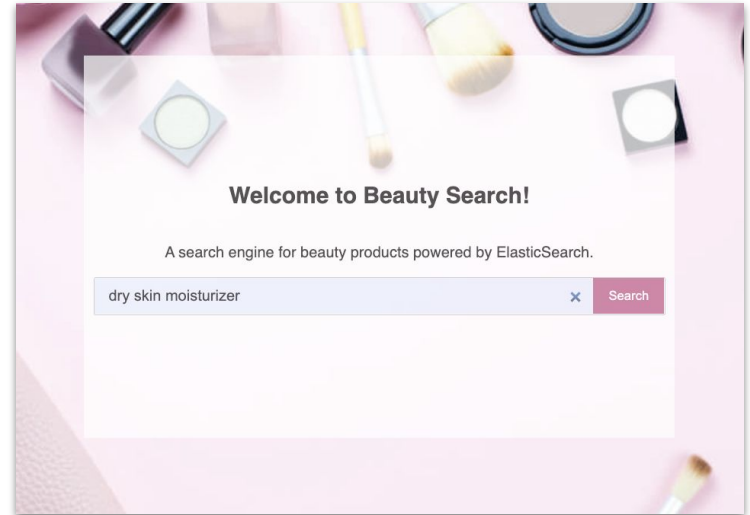 Welcome to Beauty Search!
A search engine for beauty products powered by ElasticSearch.
dry skin moisturizer × Search